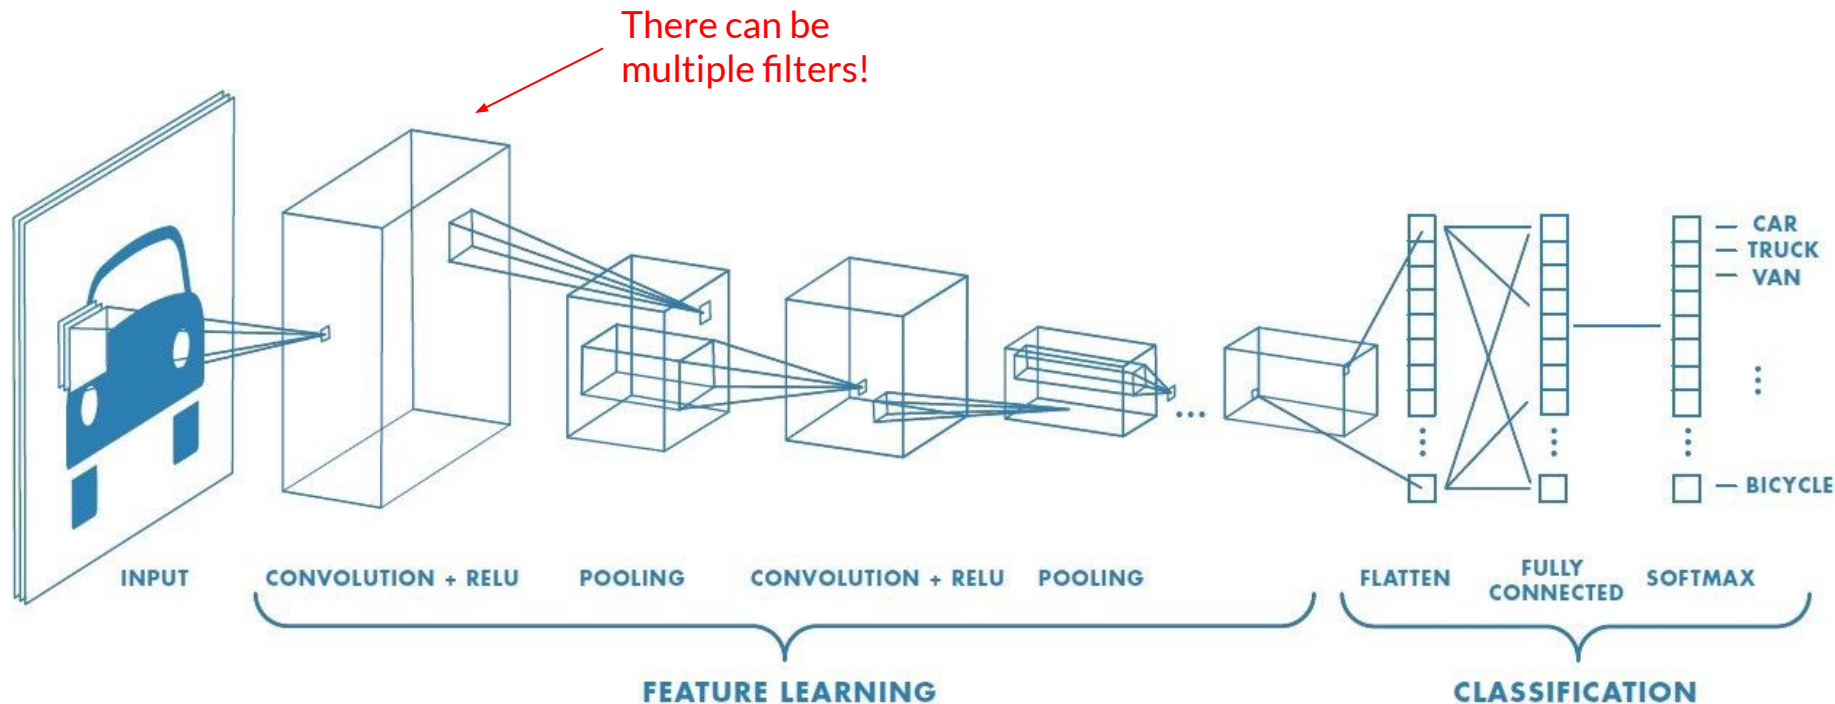 There can be
multiple filters!
CAR
TRUCK
VAN
BICYCLE
INPUT
CONVOLUTION + RELU
POOLING
CONVOLUTION + RELU
POOLING
FLATTEN
FULLY
CONNECTED
SOFTMAX
FEATURE LEARNING
CLASSIFICATION